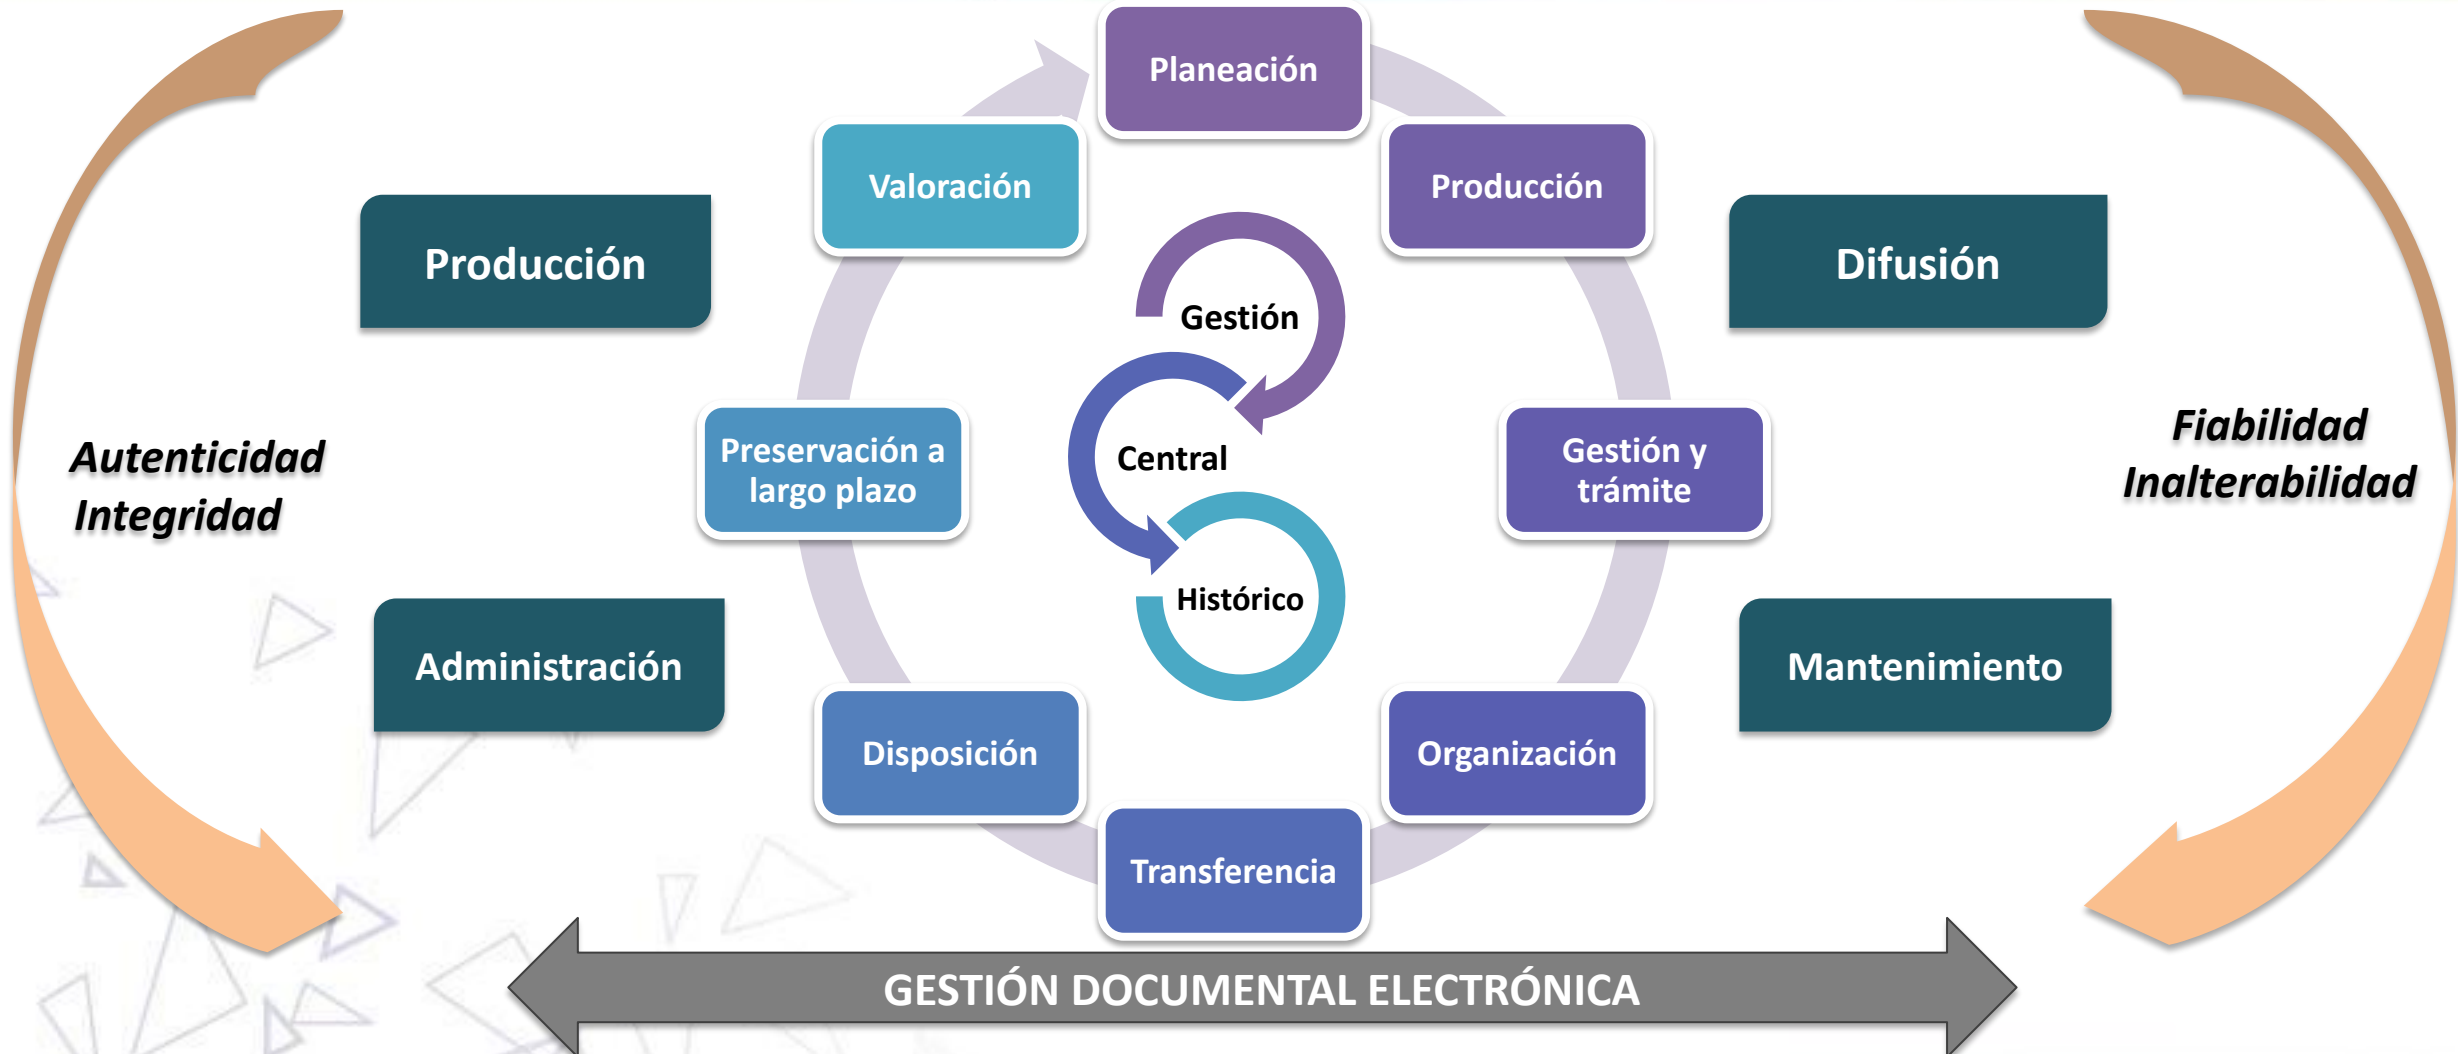 Planeación
Valoración
Producción
Producción
Difusión
Gestión
Autenticidad
Integridad
Preservación a
largo plazo
Central
Gestión y
trámite
Fiabilidad
Inalterabilidad
Histórico
Administración
Mantenimiento
Disposición
Organización
Transferencia
GESTIÓN DOCUMENTAL ELECTRÓNICA